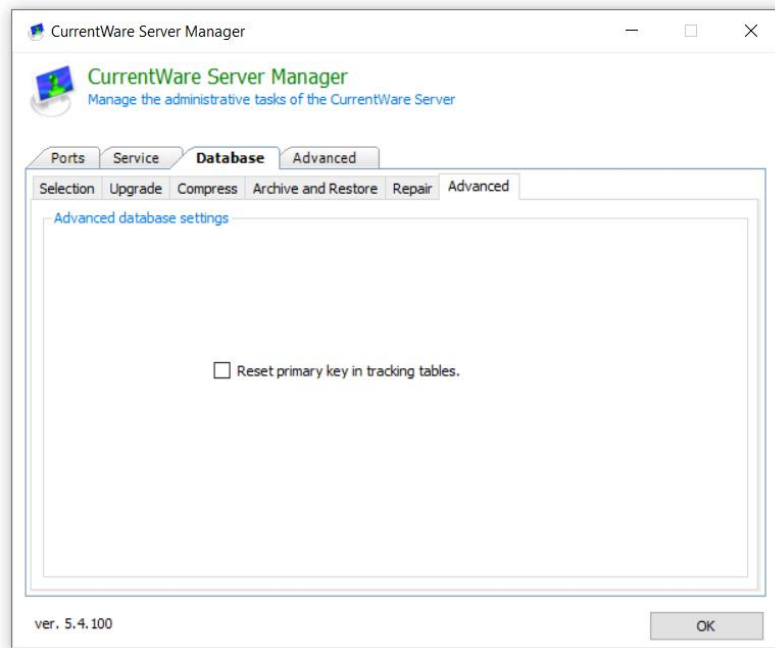 CurrentWare Server Manager
CurrentWare Server Manager
Manage the administrative tasks of the CurrentWare Server
Ports Service Database Advanced
Selection Upgrade Compress Archive and Restore Repair Advanced
Advanced database settings
Reset primary key in tracking tables.
ver. 5.4.100 OK